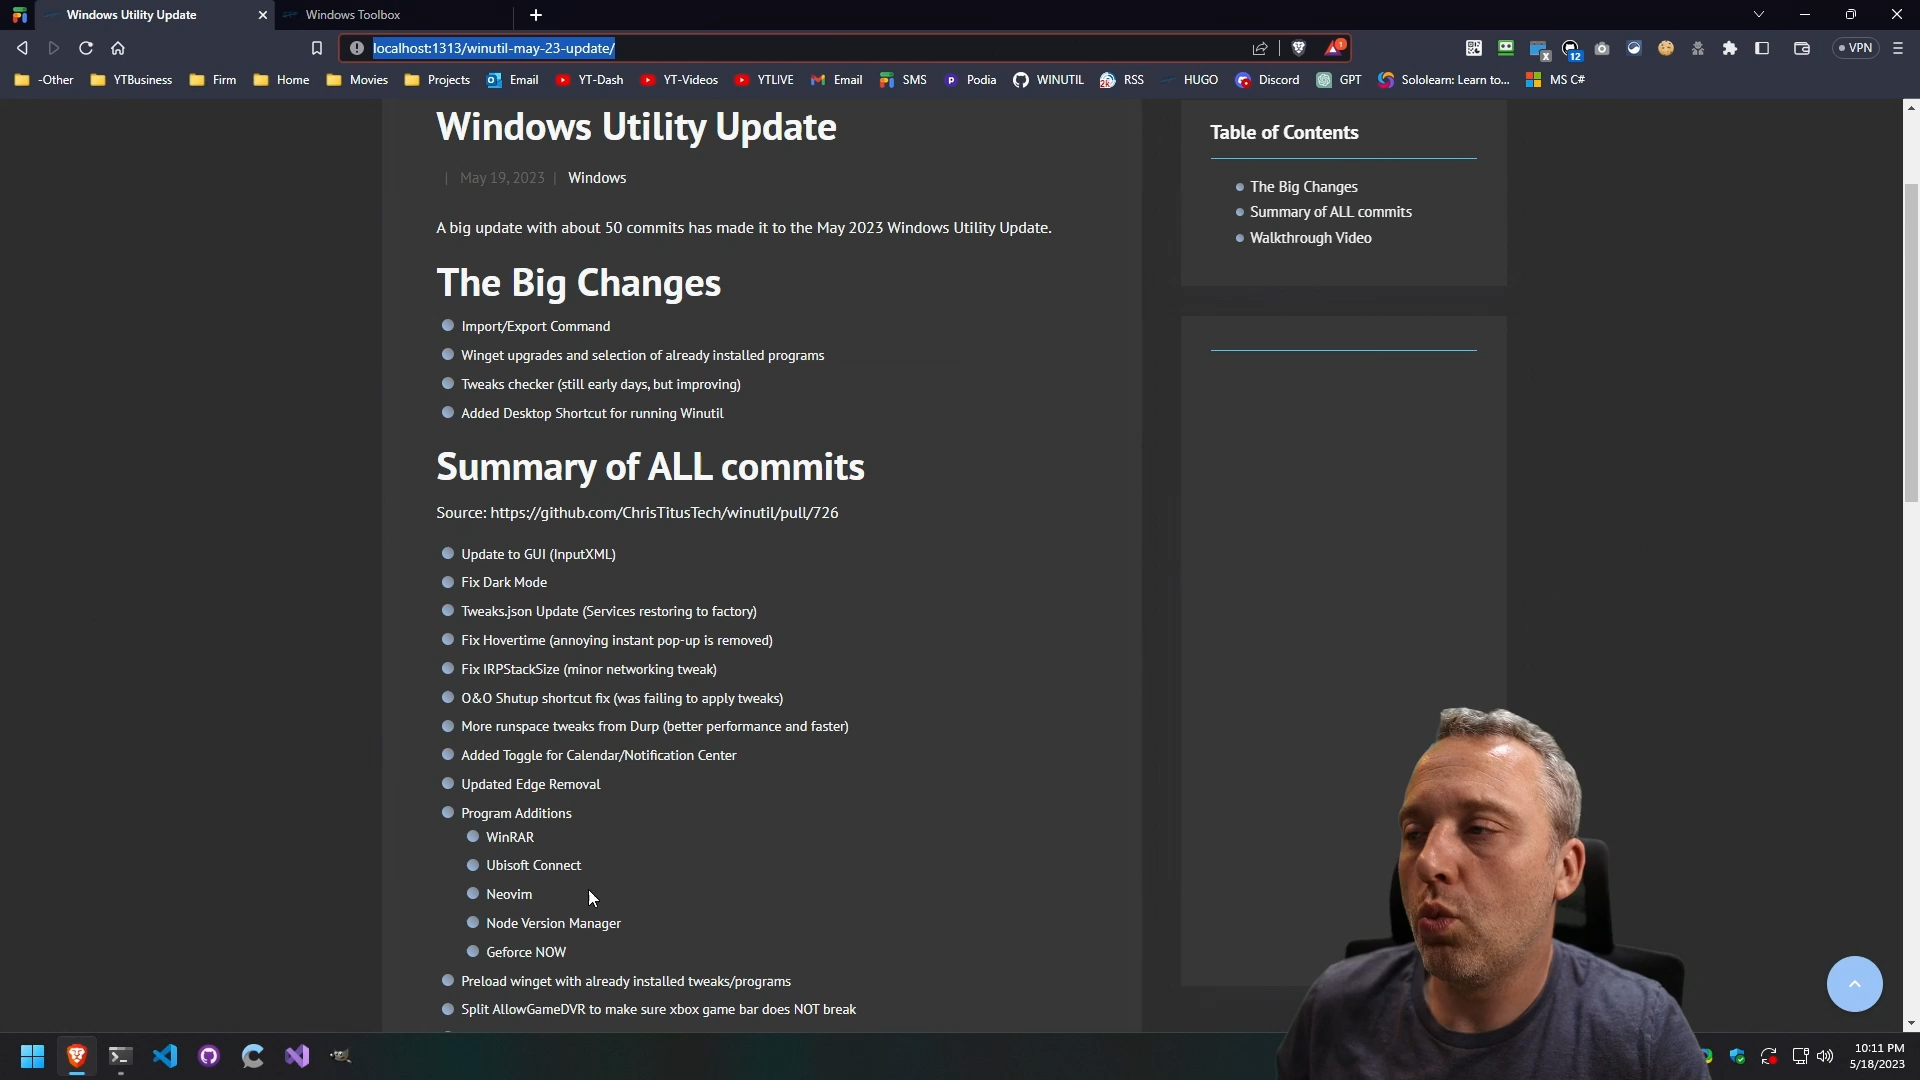 Windows Utility Update
Windows Toolbox
localhost:1313/winutil-may-23-update/
1
12
VPN
-Other
YTBusiness
Firm
Home
Movies
Projects
Email
YT-Dash
YT-Videos
YTLIVE
Email
SMS
Podia
WINUTIL
RSS
HUGO
Discord
GPT
Sololearn: Learn to...
MS C#
Windows Utility Update
| May 19, 2023 | Windows
A big update with about 50 commits has made it to the May 2023 Windows Utility Update.
The Big Changes
Import/Export Command
Winget upgrades and selection of already installed programs
Tweaks checker (still early days, but improving)
Added Desktop Shortcut for running Winutil
Summary of ALL commits
Source: https://github.com/ChrisTitusTech/winutil/pull/726
Update to GUI (InputXML)
Fix Dark Mode
Tweaks.json Update (Services restoring to factory)
Fix Hovertime (annoying instant pop-up is removed)
Fix IRPStackSize (minor networking tweak)
O&O Shutup shortcut fix (was failing to apply tweaks)
More runspace tweaks from Durp (better performance and faster)
Added Toggle for Calendar/Notification Center
Updated Edge Removal
Program Additions
WinRAR
Ubisoft Connect
Neovim
Node Version Manager
Geforce NOW
Preload winget with already installed tweaks/programs
Split AllowGameDVR to make sure xbox game bar does NOT break
Table of Contents
The Big Changes
Summary of ALL commits
Walkthrough Video
10:11 PM
5/18/2023